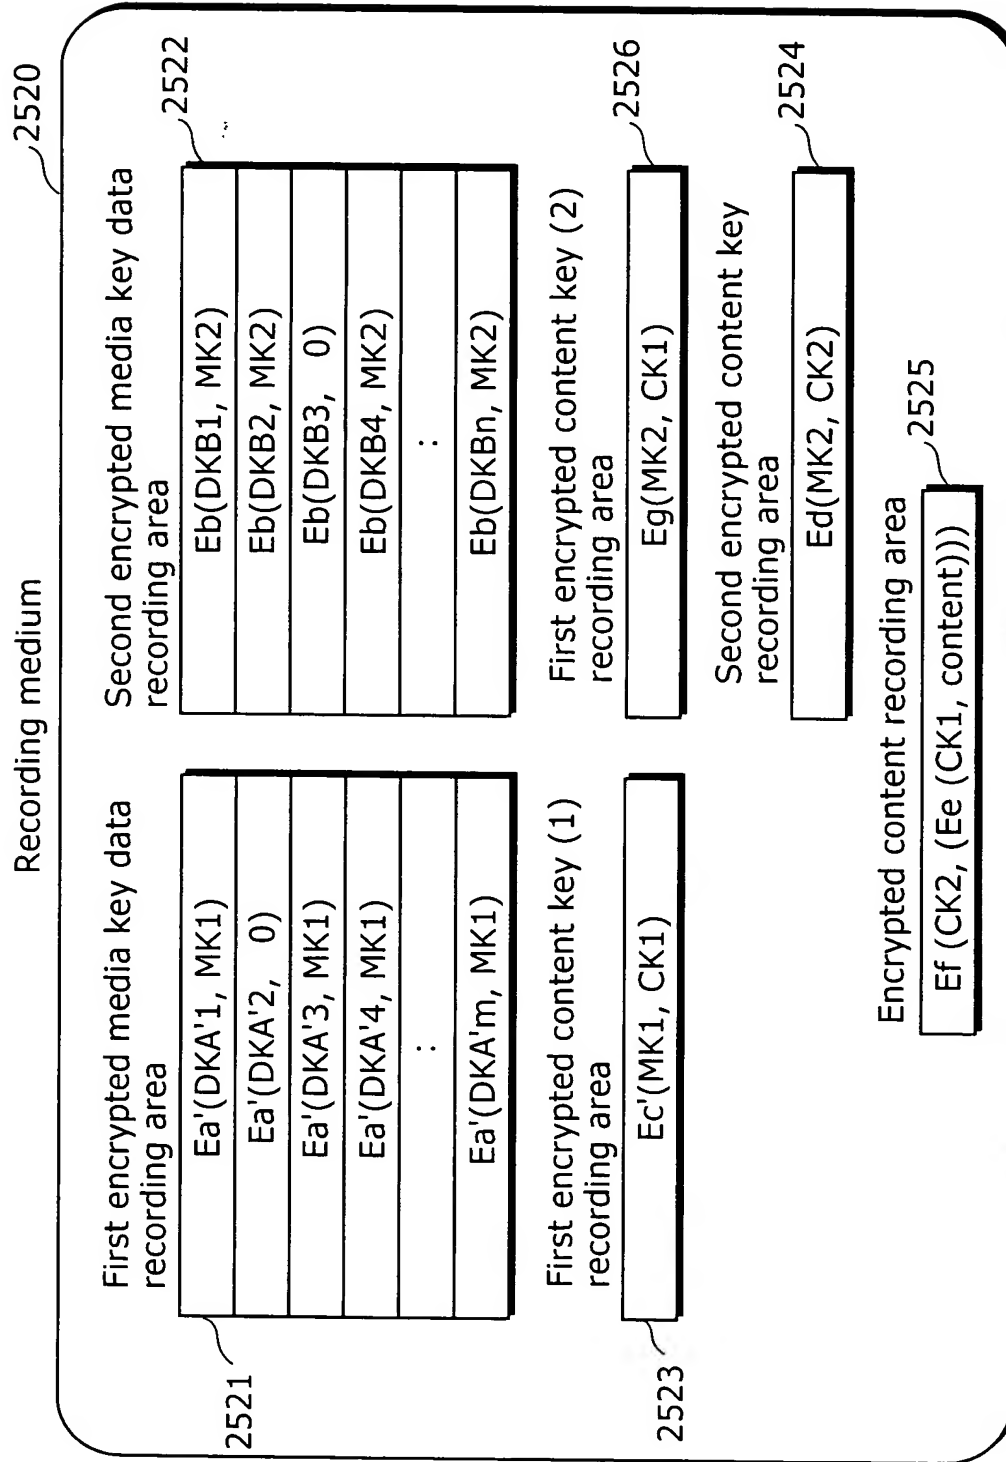 Recording medium
2520
First encrypted media key data
recording area
2521
Ea'(DKA'1, MK1)
Ea'(DKA'2, 0)
Ea'(DKA'3, MK1)
Ea'(DKA'4, MK1)
:
Ea'(DKA'm, MK1)
Second encrypted media key data
recording area
2522
Eb(DKB1, MK2)
Eb(DKB2, MK2)
Eb(DKB3, 0)
Eb(DKB4, MK2)
:
Eb(DKBn, MK2)
First encrypted content key (1)
recording area
2523
Ec'(MK1, CK1)
First encrypted content key (2)
recording area
2526
Eg(MK2, CK1)
Second encrypted content key
recording area
2524
Ed(MK2, CK2)
Encrypted content recording area
2525
Ef (CK2, (Ee (CK1, content)))